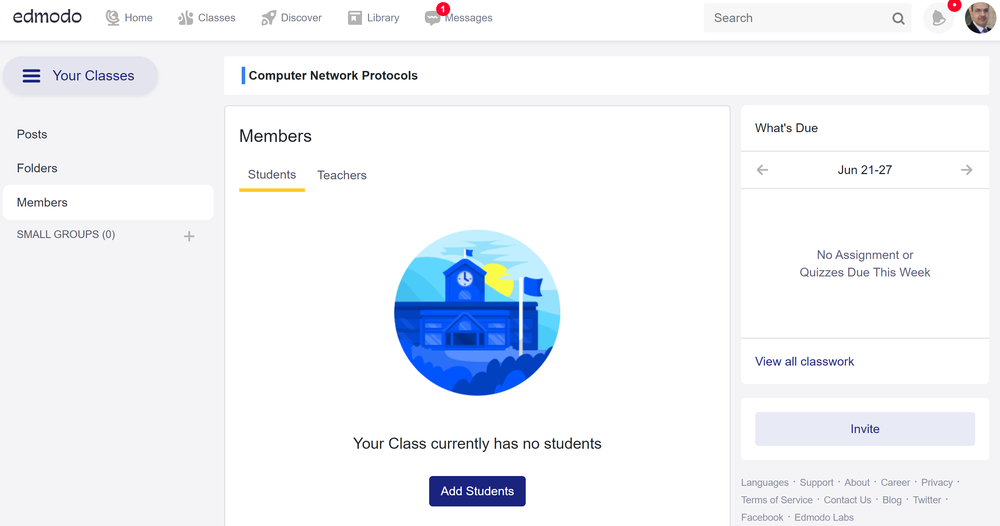 edmodo
Home
Classes
Discover
Library
1
Messages
Search
Your Classes
Posts
Folders
Members
SMALL GROUPS (0)
Computer Network Protocols
Members
Students
Teachers
Your Class currently has no students
Add Students
What's Due
Jun 21-27
No Assignment or
Quizzes Due This Week
View all classwork
Invite
Languages · Support · About · Career · Privacy ·
Terms of Service · Contact Us · Blog · Twitter ·
Facebook · Edmodo Labs